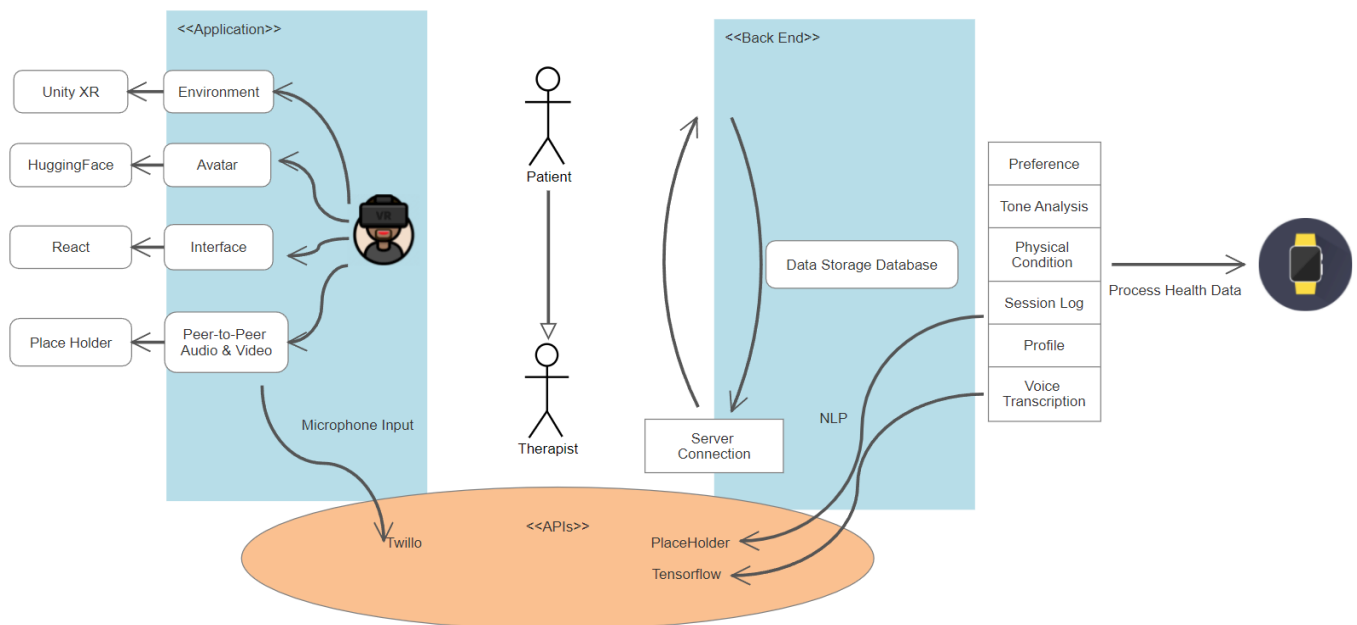 <<Application>>
Unity XR
Environment
HuggingFace
Avatar
VR
React
Interface
Place Holder
Peer-to-Peer
Audio & Video
Microphone Input
Patient
Therapist
<<Back End>>
Data Storage Database
Server
Connection
Preference
Tone Analysis
Physical
Condition
Session Log
Profile
Voice
Transcription
Process Health Data
NLP
<<APIs>>
Twillo
PlaceHolder
Tensorflow